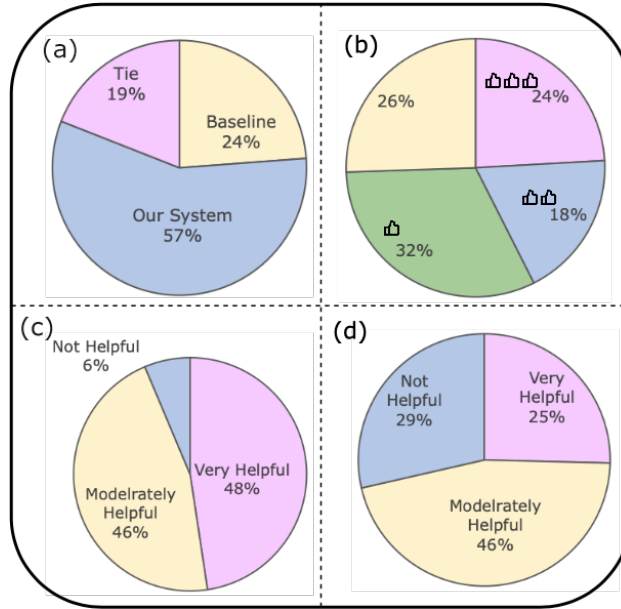 (a)
Tie
19%
Baseline
24%
Our System
57%
(b)
26%
24%
18%
32%
(c)
Not Helpful
6%
Very Helpful
48%
Modelrately
Helpful
46%
(d)
Not
Helpful
29%
Very
Helpful
25%
Modelrately
Helpful
46%